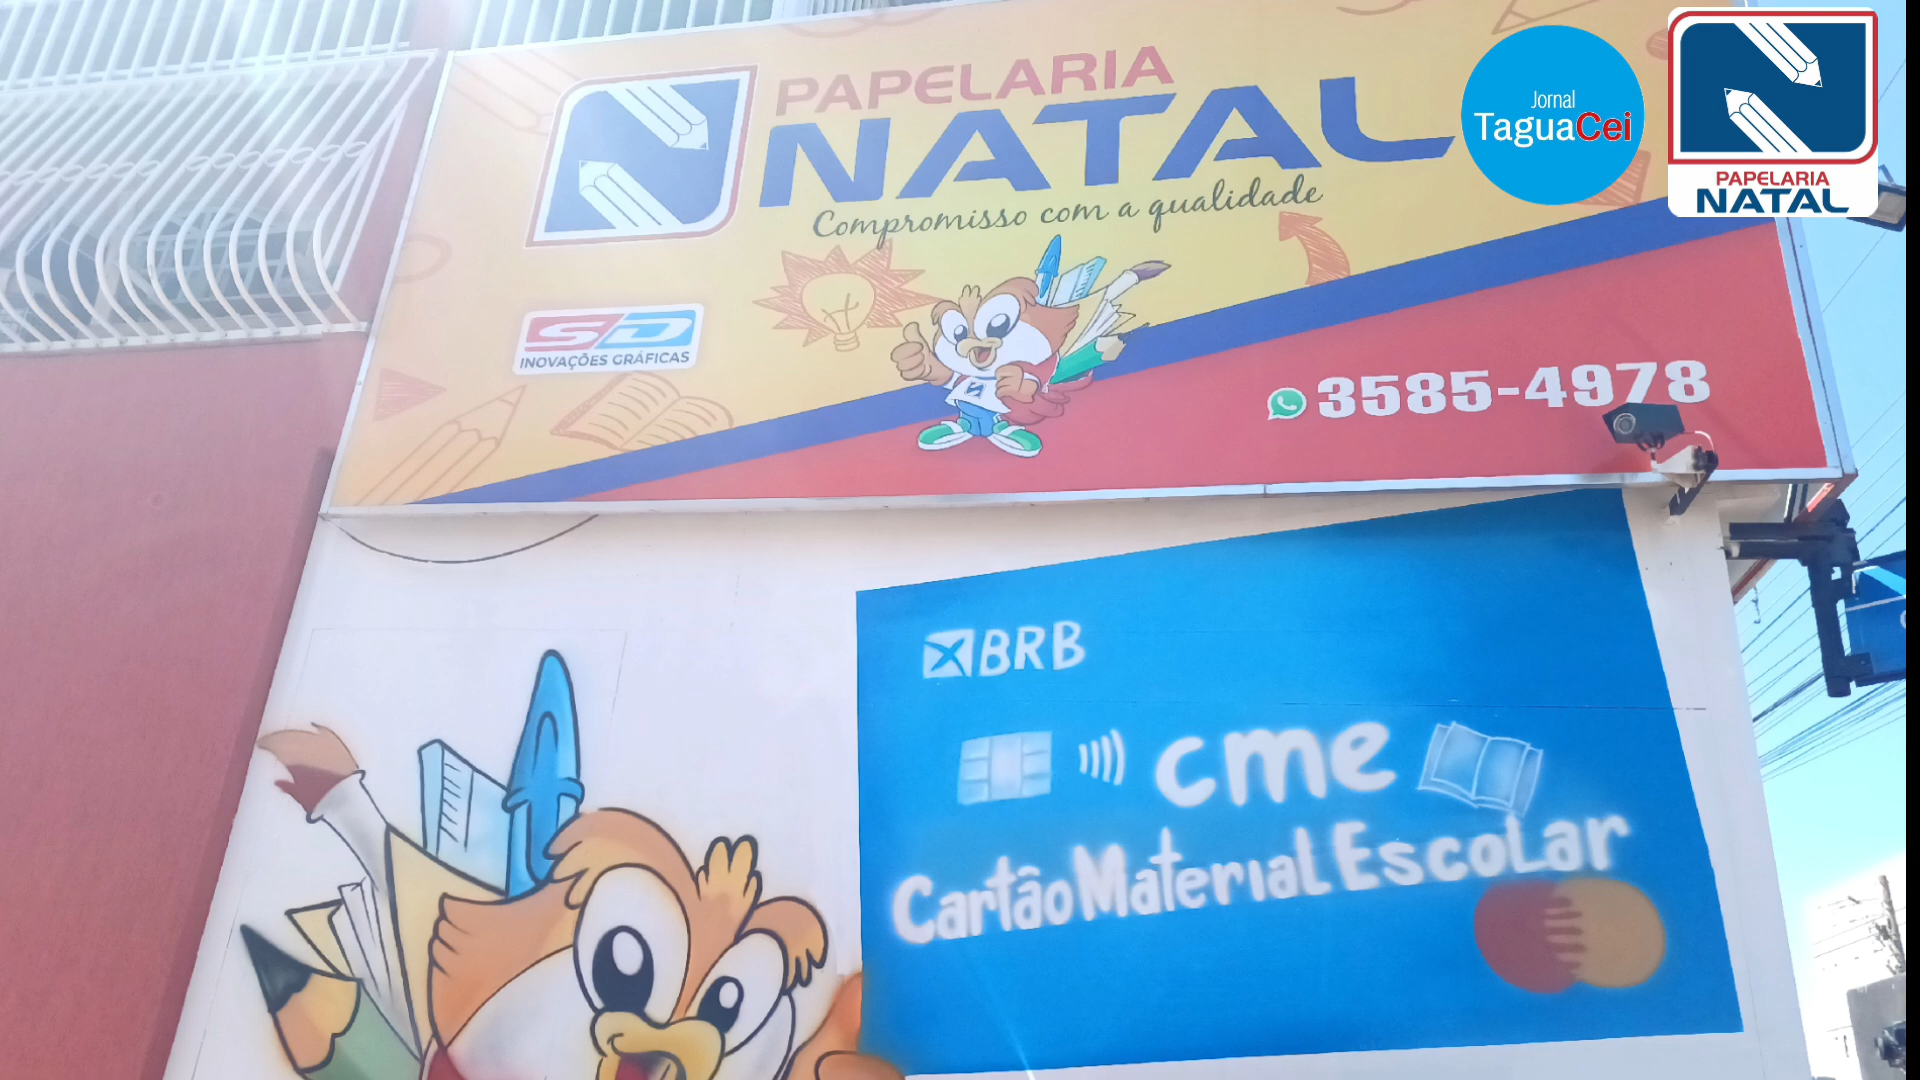 PAPELARIA
NATAL
Compromisso com a qualidade
SD
INOVAÇÕES GRÁFICAS
3585-4978
Jornal
TaguaCei
PAPELARIA
NATAL
BRB
cme
Cartão Material Escolar